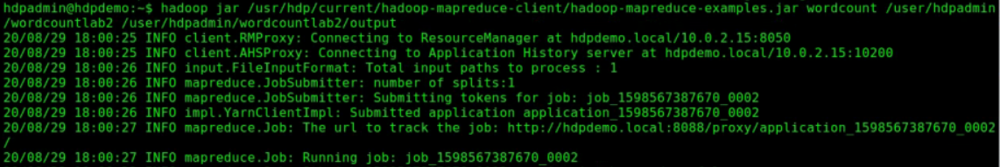 hdpadmin@hdpdemo:~$ hadoop jar /usr/hdp/current/hadoop-mapreduce-client/hadoop-mapreduce-examples.jar wordcount /user/hdpadmin
/wordcountlab2 /user/hdpadmin/wordcountlab2/output
20/08/29 18:00:25 INFO client.RMProxy: Connecting to ResourceManager at hdpdemo.local/10.0.2.15:8050
20/08/29 18:00:25 INFO client.AHSProxy: Connecting to Application History server at hdpdemo.local/10.0.2.15:10200
20/08/29 18:00:26 INFO input.FileInputFormat: Total input paths to process : 1
20/08/29 18:00:26 INFO mapreduce.JobSubmitter: number of splits:1
20/08/29 18:00:26 INFO mapreduce.JobSubmitter: Submitting tokens for job: job_1598567387670_0002
20/08/29 18:00:26 INFO impl.YarnClientImpl: Submitted application application_1598567387670_0002
20/08/29 18:00:27 INFO mapreduce.Job: The url to track the job: http://hdpdemo.local:8088/proxy/application_1598567387670_0002
/
20/08/29 18:00:27 INFO mapreduce.Job: Running job: job_1598567387670_0002